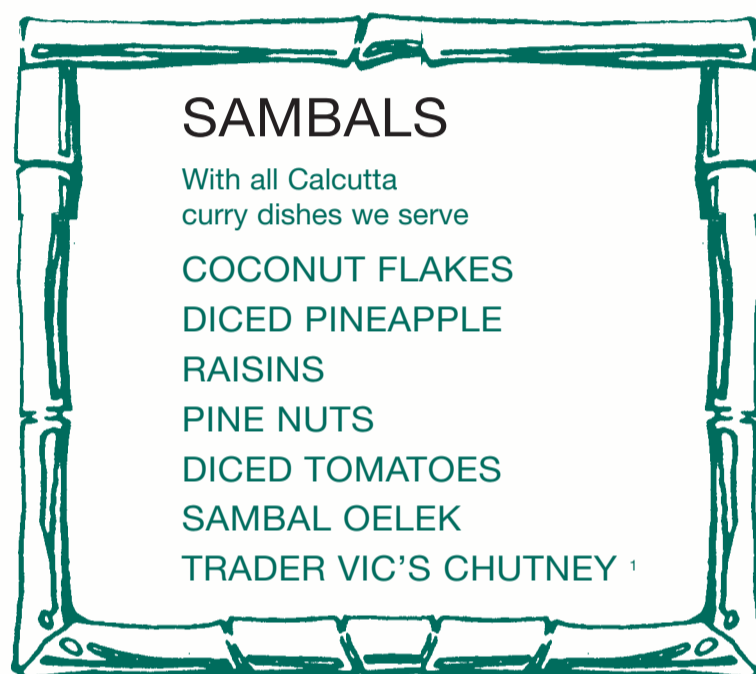 SAMBALS
With all Calcutta
curry dishes we serve
COCONUT FLAKES
DICED PINEAPPLE
RAISINS
PINE NUTS
DICED TOMATOES
SAMBAL OELEK
TRADER VIC’S CHUTNEY ¹